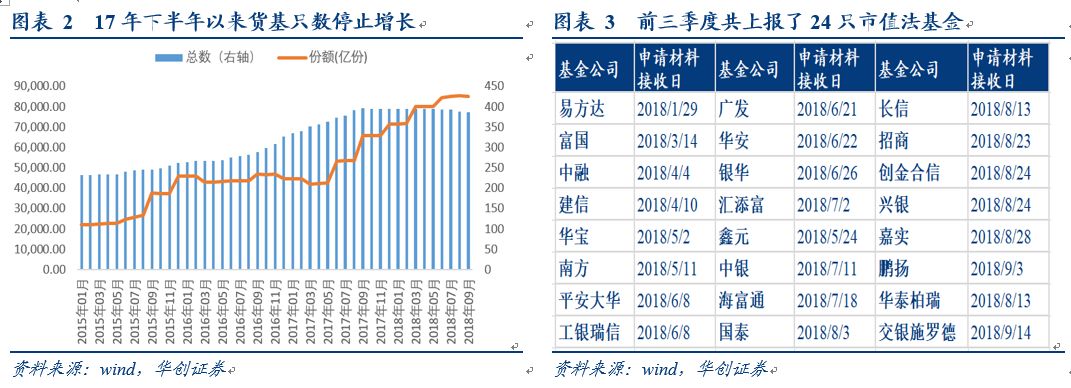 图表 2 17 年下半年以来货基只数停止增长
总数（右轴） 份额(亿份)
90,000.00
80,000.00
70,000.00
60,000.00
50,000.00
40,000.00
30,000.00
20,000.00
10,000.00
0.00
450
400
350
300
250
200
150
100
50
0
2015年01月
2015年03月
2015年05月
2015年07月
2015年09月
2015年11月
2016年01月
2016年03月
2016年05月
2016年07月
2016年09月
2016年11月
2017年01月
2017年03月
2017年05月
2017年07月
2017年09月
2017年11月
2018年01月
2018年03月
2018年05月
2018年07月
2018年09月
资料来源：wind，华创证券
图表 3 前三季度共上报了 24 只市值法基金
基金公司 申请材料接收日 基金公司 申请材料接收日 基金公司 申请材料接收日
易方达 2018/1/29 广发 2018/6/21 长信 2018/8/13
富国 2018/3/14 华安 2018/6/22 招商 2018/8/23
中融 2018/4/4 银华 2018/6/26 创金合信 2018/8/24
建信 2018/4/10 汇添富 2018/7/2 兴银 2018/8/24
华宝 2018/5/2 鑫元 2018/5/24 嘉实 2018/8/28
南方 2018/5/11 中银 2018/7/11 鹏扬 2018/9/3
平安大华 2018/6/8 海富通 2018/7/18 华泰柏瑞 2018/8/13
工银瑞信 2018/6/8 国泰 2018/8/3 交银施罗德 2018/9/14
资料来源：wind，华创证券